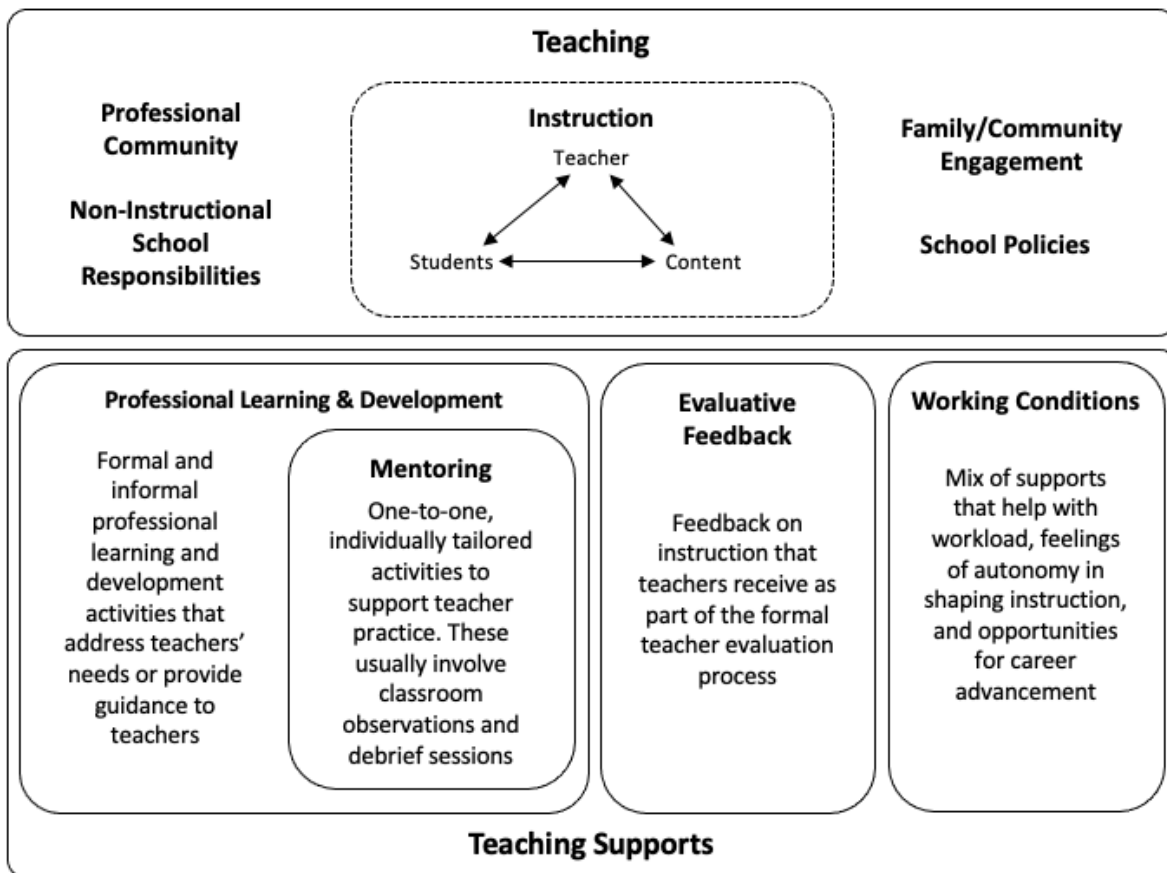 Teaching
Professional
Community
Non-Instructional
School
Responsibilities
Instruction
Teacher
Students
Content
Family/Community
Engagement
School Policies
Professional Learning & Development
Formal and
informal
professional
learning and
development
activities that
address teachers’
needs or provide
guidance to
teachers
Mentoring
One-to-one,
individually tailored
activities to
support teacher
practice. These
usually involve
classroom
observations and
debrief sessions
Evaluative
Feedback
Feedback on
instruction that
teachers receive as
part of the formal
teacher evaluation
process
Working Conditions
Mix of supports
that help with
workload, feelings
of autonomy in
shaping instruction,
and opportunities
for career
advancement
Teaching Supports